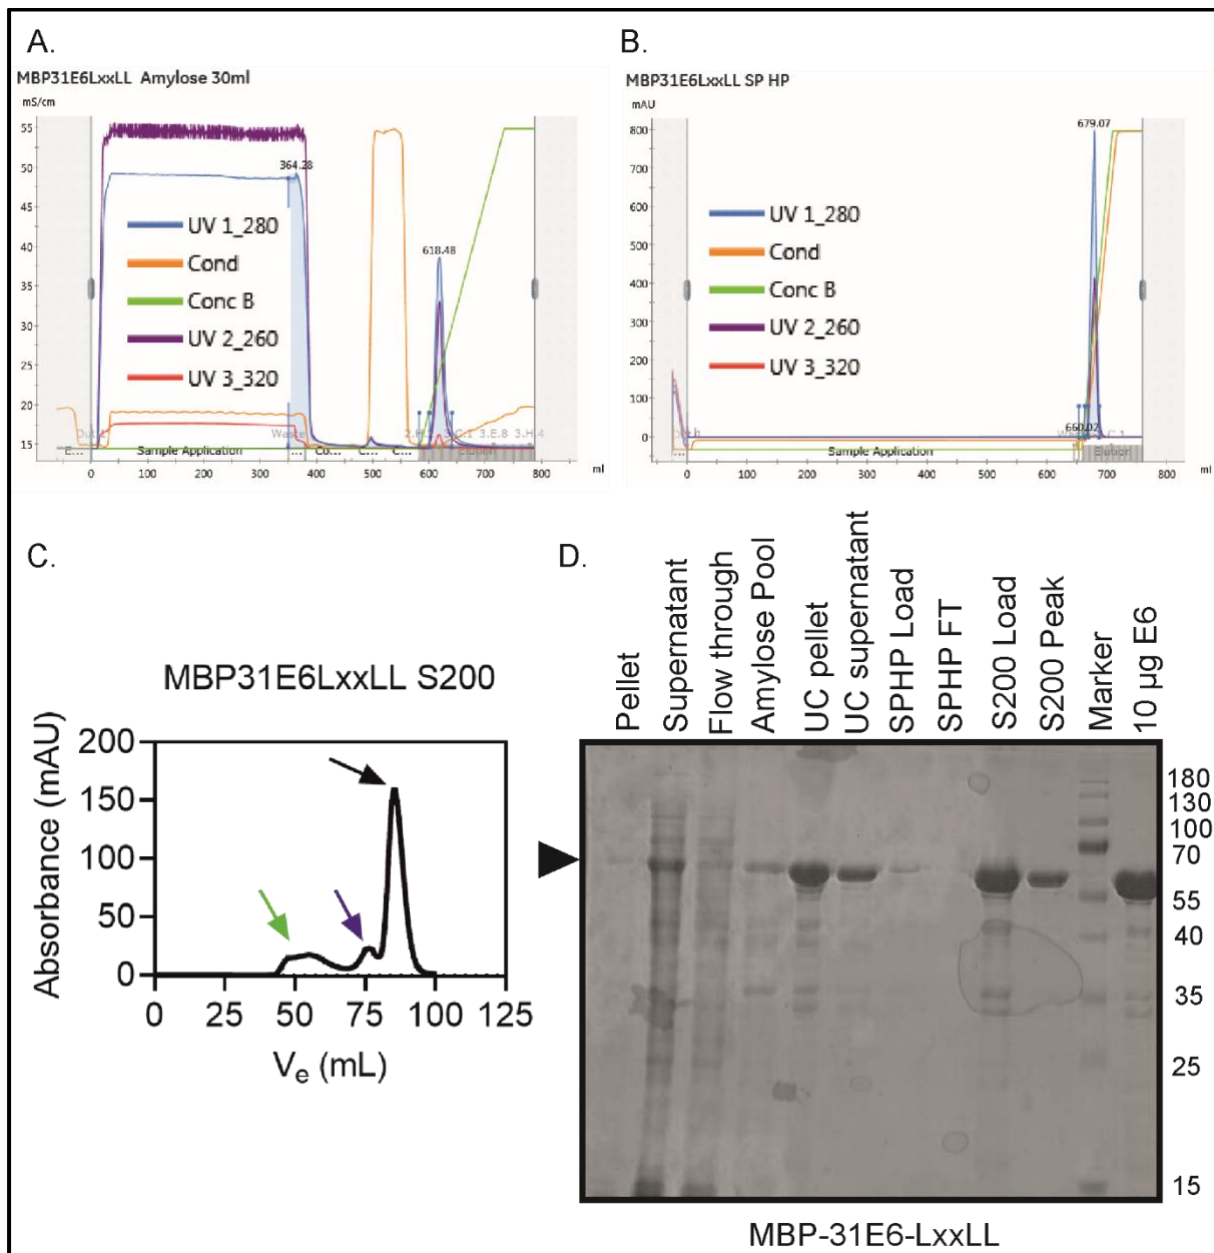 A.
MBP31E6LxxLL Amylose 30ml
mS/cm
55
50
45
40
35
30
25
20
15
364.28
618.48
UV 1_280
Cond
Conc B
UV 2_260
UV 3_320
Waste
3.E.8 3.H.4
E... Sample Application ... Co... C... C... Elution
0 100 200 300 400 500 600 700 800 ml
B.
MBP31E6LxxLL SP HP
mAU
800
700
600
500
400
300
200
100
0
679.07
660.02
UV 1_280
Cond
Conc B
UV 2_260
UV 3_320
... Sample Application Elution
0 100 200 300 400 500 600 700 800 ml
C.
MBP31E6LxxLL S200
Absorbance (mAU)
200
150
100
50
0
0 25 50 75 100 125
Ve (mL)
D.
Pellet
Supernatant
Flow through
Amylose Pool
UC pellet
UC supernatant
SPHP Load
SPHP FT
S200 Load
S200 Peak
Marker
10 µg E6
180
130
100
70
55
40
35
25
15
MBP-31E6-LxxLL